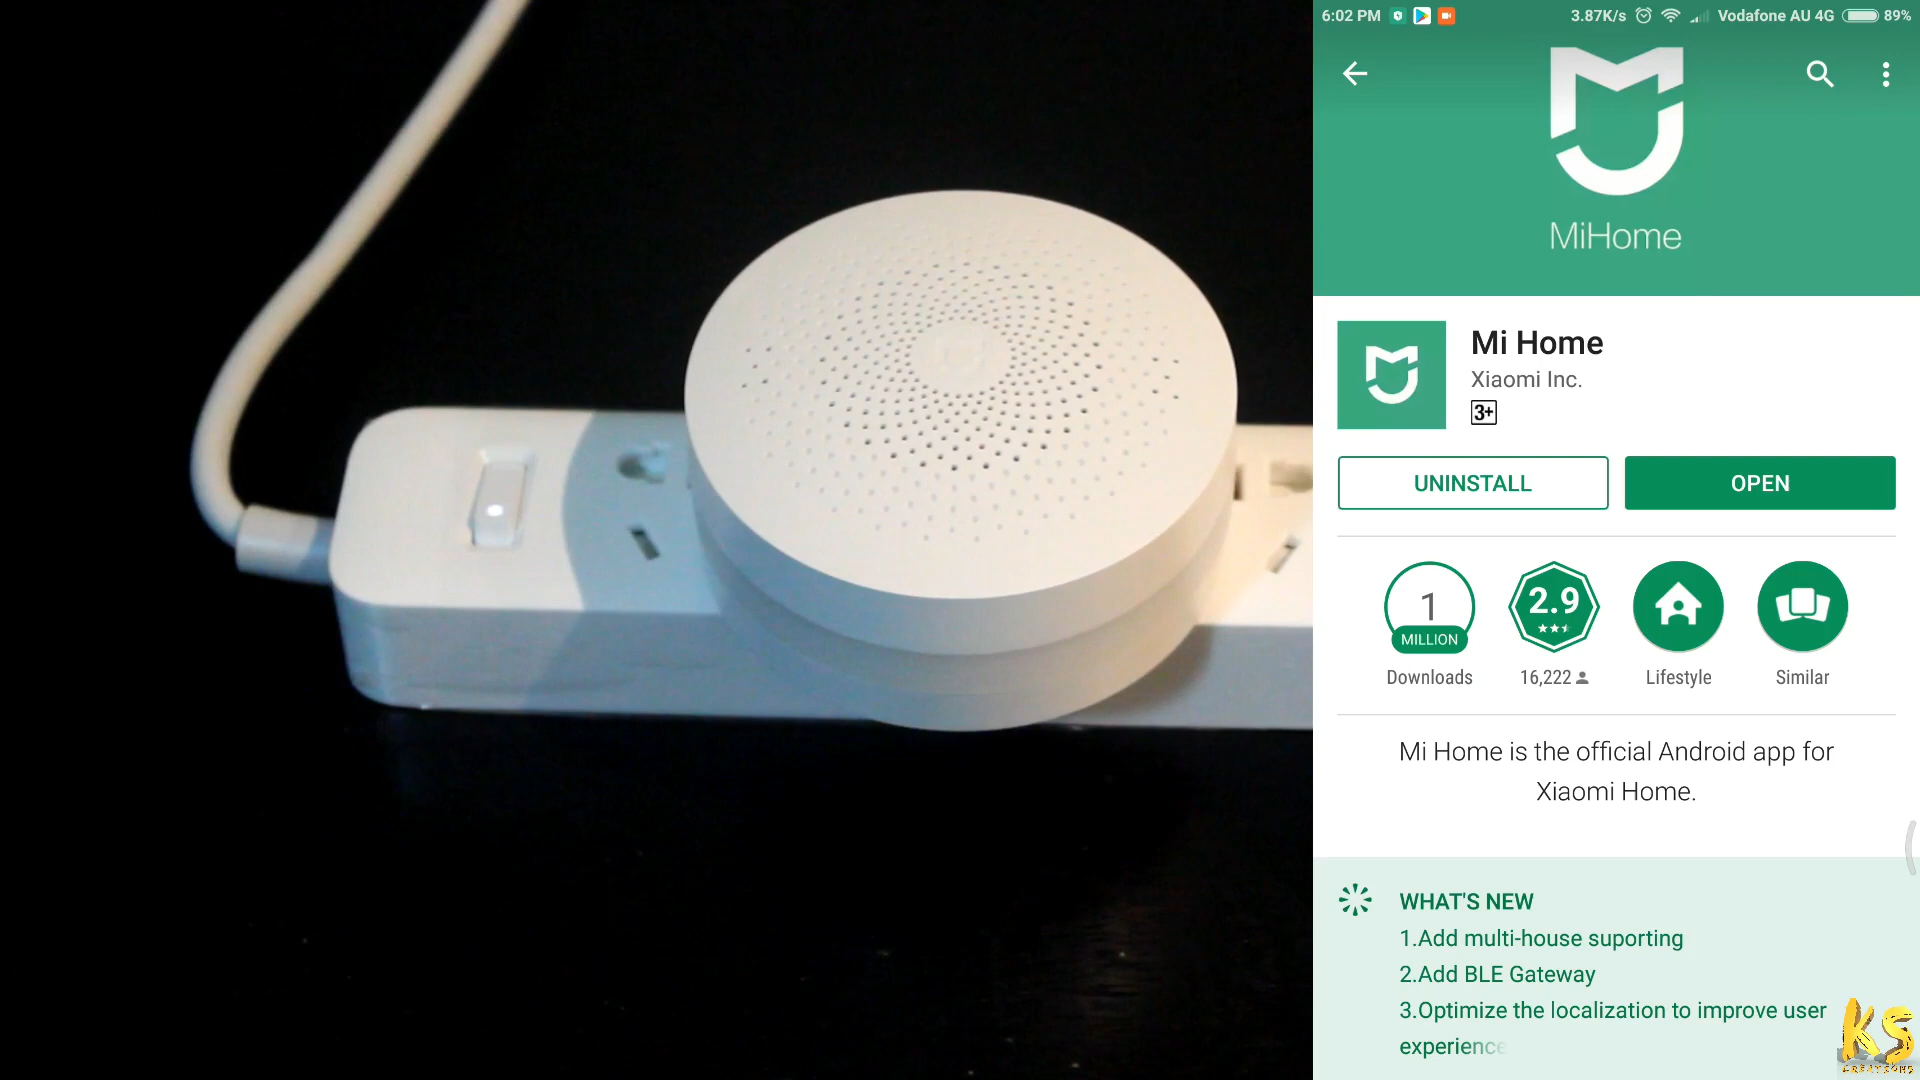 6:02 PM 3.87K/s Vodafone AU 4G 89%
MiHome
Mi Home
Xiaomi Inc.
3+
UNINSTALL OPEN
1 MILLION
2.9
Downloads 16,222 Lifestyle Similar
Mi Home is the official Android app for
Xiaomi Home.
WHAT'S NEW
1.Add multi-house suporting
2.Add BLE Gateway
3.Optimize the localization to improve user
experience
KS
CREATIONS